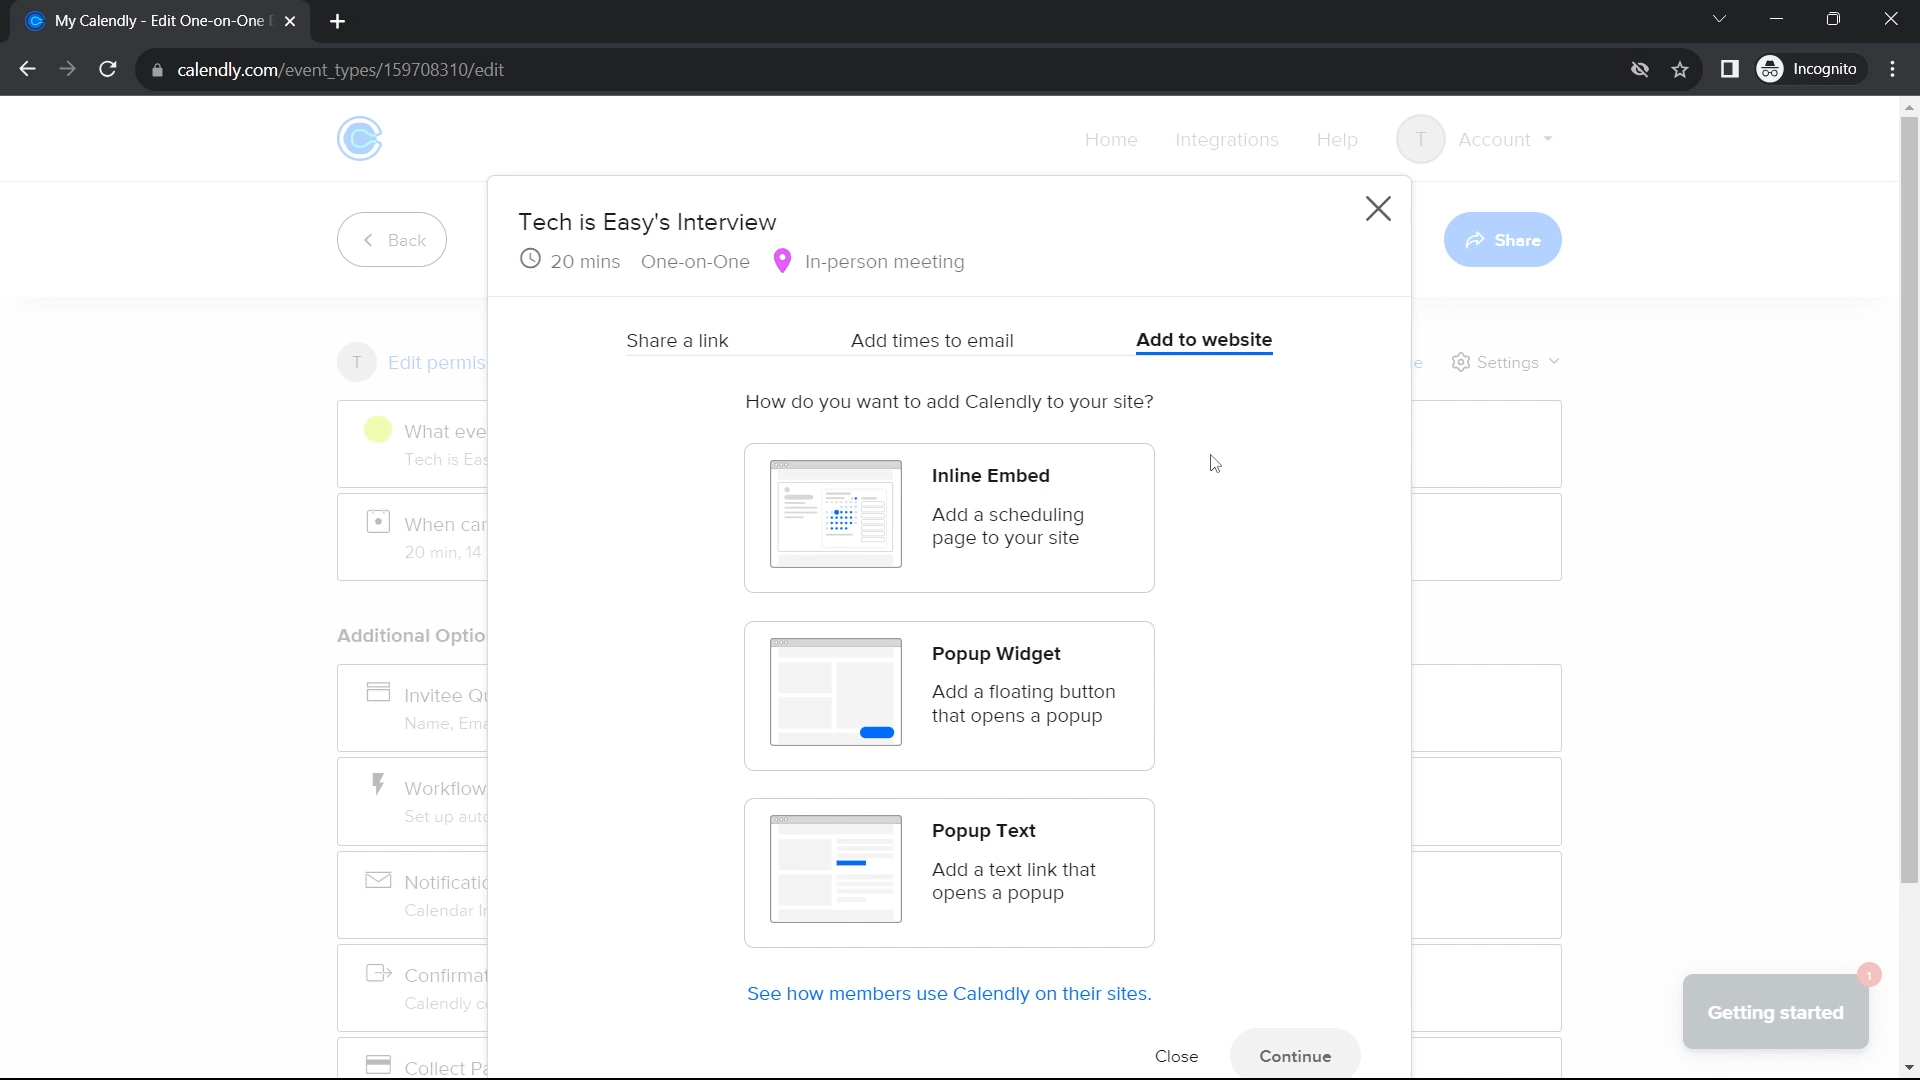 My Calendly - Edit One-on-One
calendly.com/event_types/159708310/edit
Incognito
Home
Integrations
Help
T
Account
Back
Share
Tech is Easy's Interview
20 mins
One-on-One
In-person meeting
Share a link
Add times to email
Add to website
T
Edit permis
e
Settings
How do you want to add Calendly to your site?
What eve
Tech is Eas
Inline Embed
Add a scheduling
page to your site
When car
20 min, 14
Additional Optio
Popup Widget
Add a floating button
that opens a popup
Invitee Qu
Name, Ema
Workflow
Set up auto
Popup Text
Add a text link that
opens a popup
Notificatio
Calendar In
Confirmat
Calendly co
See how members use Calendly on their sites.
1
Getting started
Close
Continue
Collect Pa